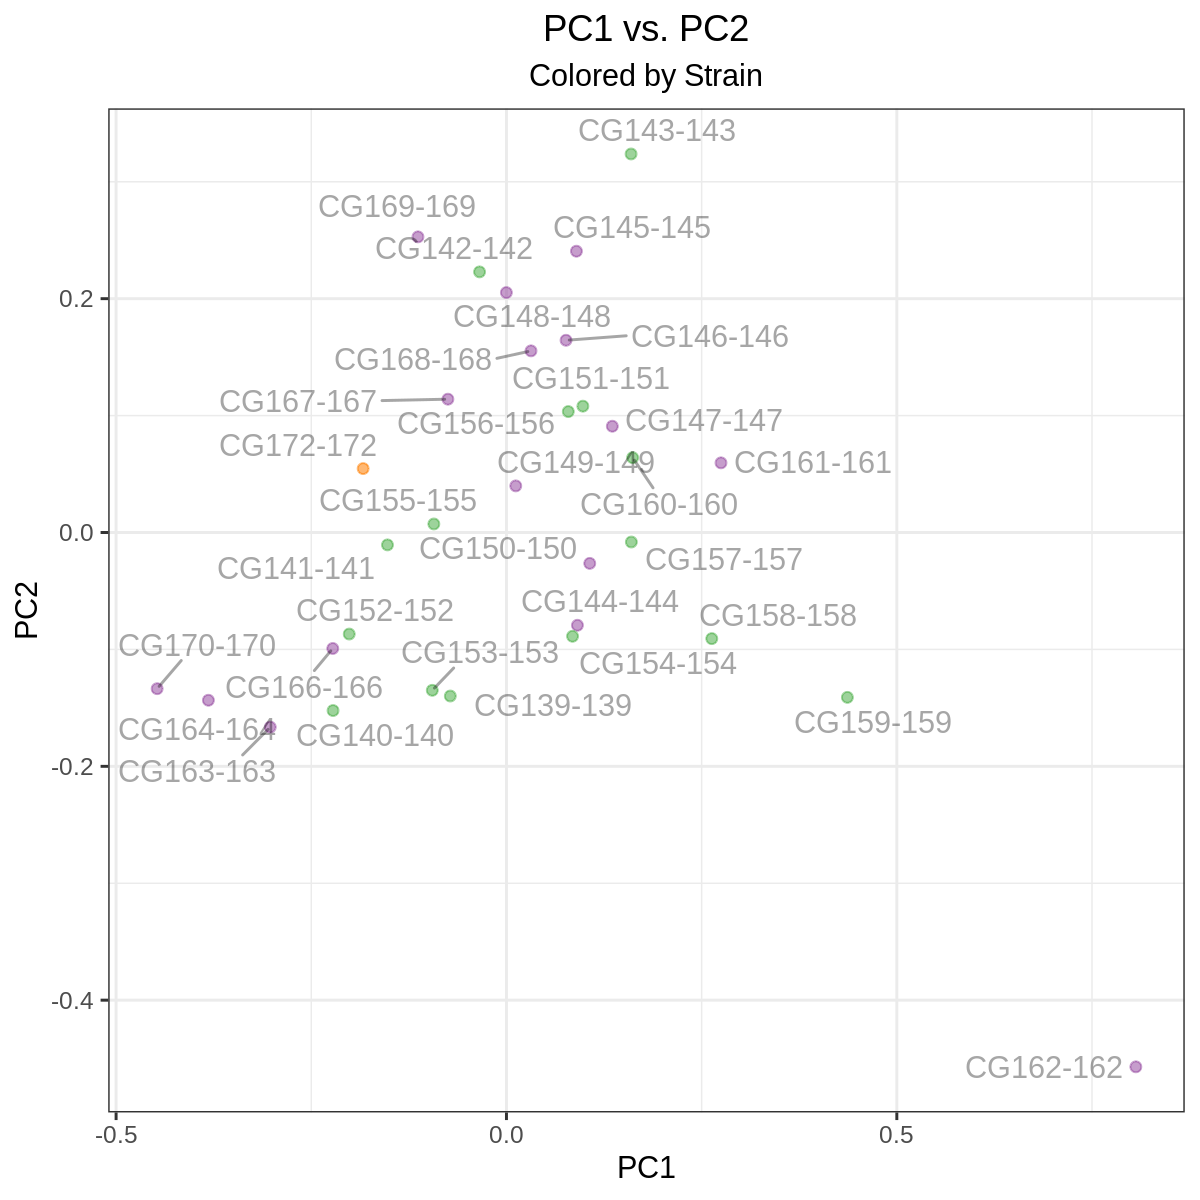 PC1 vs. PC2
Colored by Strain
CG143-143
CG169-169
CG145-145
CG142-142
0.2
CG148-148
CG146-146
CG168-168
CG151-151
CG167-167
CG156-156
CG147-147
CG172-172
CG149-149
CG161-161
CG155-155
CG160-160
0.0
CG150-150
CG157-157
CG141-141
CG144-144
CG152-152
CG158-158
PC2
CG170-170
CG153-153
CG154-154
CG166-166
CG139-139
CG159-159
CG164-164
CG140-140
-0.2
CG163-163
-0.4
CG162-162
-0.5
0.0
0.5
PC1